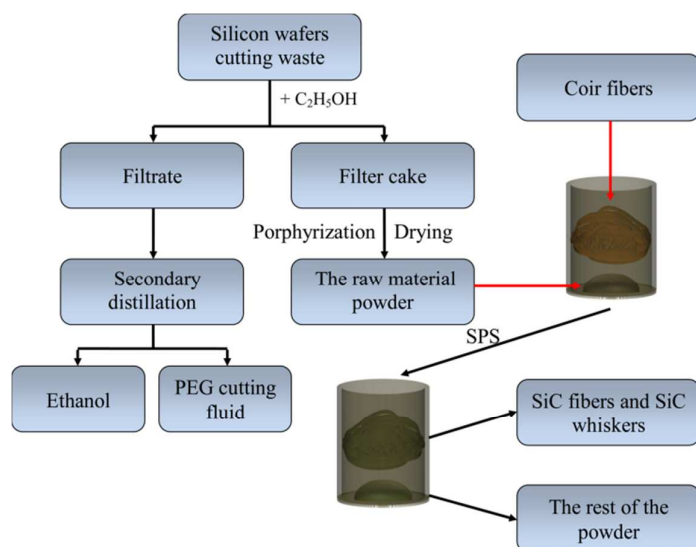 Silicon wafers
cutting waste
+ C₂H₅OH
Coir fibers
Filtrate
Filter cake
Porphyrization
Drying
Secondary
distillation
The raw material
powder
SPS
Ethanol
PEG cutting
fluid
SiC fibers and SiC
whiskers
The rest of the
powder